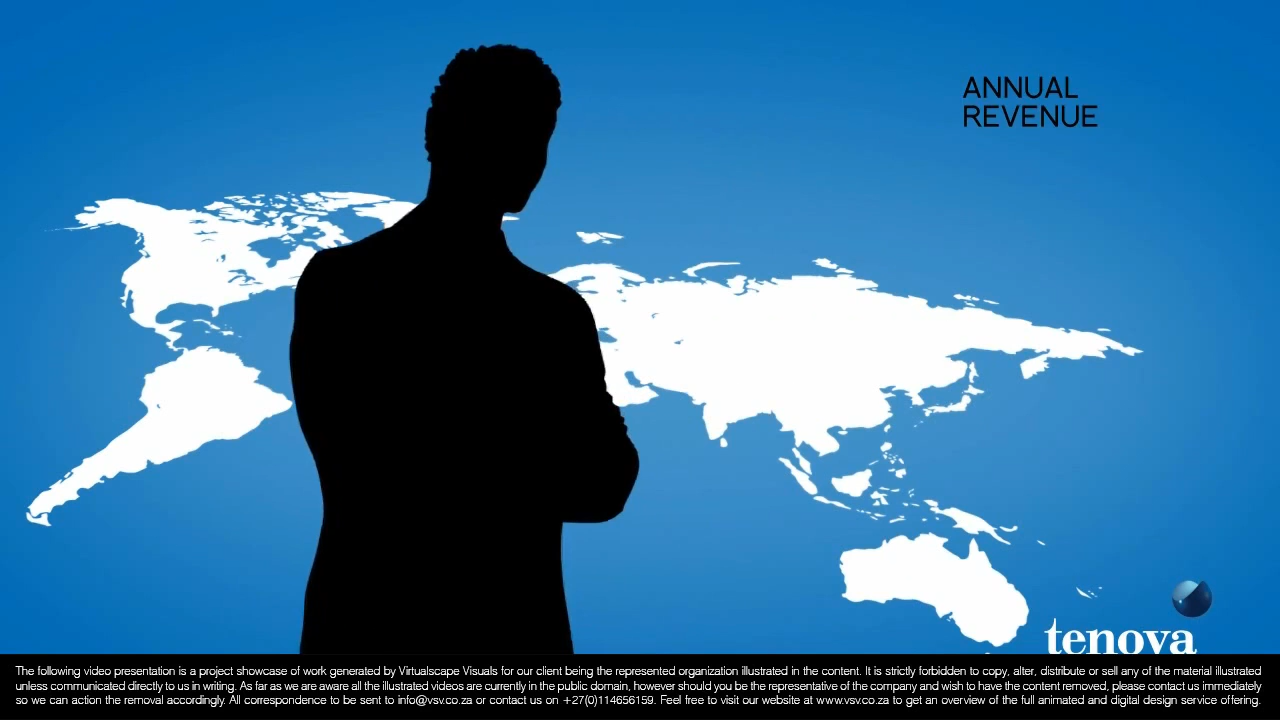 ANNUAL
REVENUE
tenova
The following video presentation is a project showcase of work generated by Virtualscape Visuals for our client being the represented organization illustrated in the content. It is strictly forbidden to copy, alter, distribute or sell any of the material illustrated
unless communicated directly to us in writing. As far as we are aware all the illustrated videos are currently in the public domain, however should you be the representative of the company and wish to have the content removed, please contact us immediately
so we can action the removal accordingly. All correspondence to be sent to info@vsv.co.za or contact us on +27(0)114656159. Feel free to visit our website at www.vsv.co.za to get an overview of the full animated and digital design service offering.